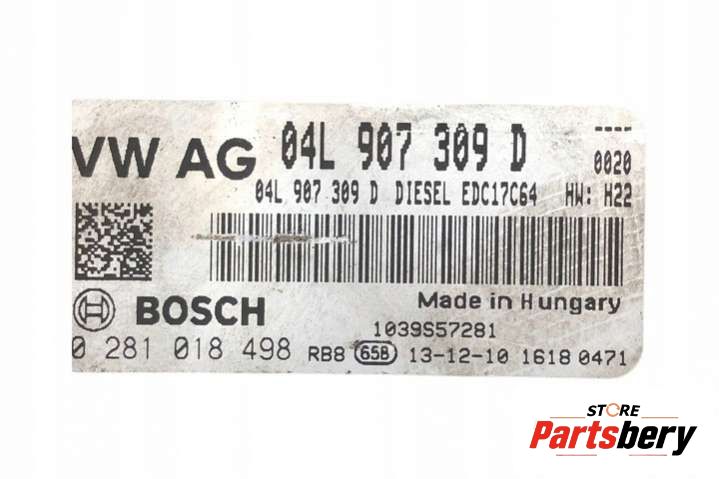 VW AG 04L 907 309 D ----
0020
04L 907 309 D DIESEL EDC17C64 HW: H22
Made in Hungary
BOSCH
1039S57281
0 281 018 498 RB8 65B 13-12-10 1618 0471
STORE
Partsbery